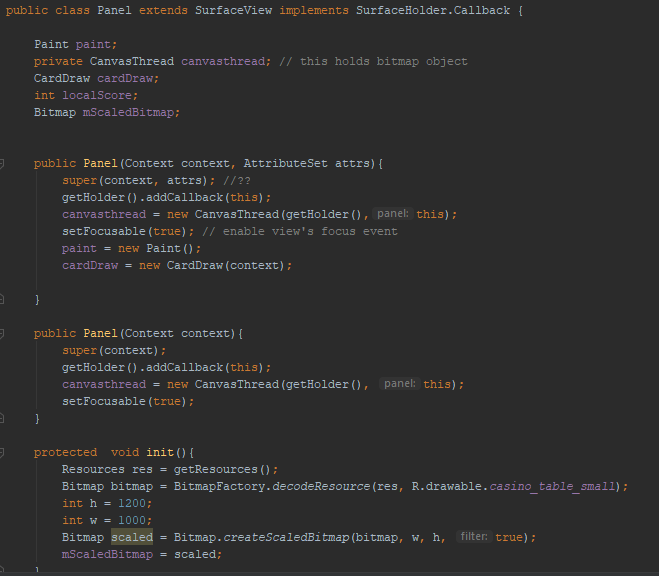 public class Panel extends SurfaceView implements SurfaceHolder.Callback {
Paint paint;
private CanvasThread canvasthread; // this holds bitmap object
CardDraw cardDraw;
int localScore;
Bitmap mScaledBitmap;
public Panel(Context context, AttributeSet attrs){
super(context, attrs); //??
getHolder().addCallback(this);
canvasthread = new CanvasThread(getHolder(), panel: this);
setFocusable(true); // enable view's focus event
paint = new Paint();
cardDraw = new CardDraw(context);
}
public Panel(Context context){
super(context);
getHolder().addCallback(this);
canvasthread = new CanvasThread(getHolder(), panel: this);
setFocusable(true);
}
protected  void init(){
Resources res = getResources();
Bitmap bitmap = BitmapFactory.decodeResource(res, R.drawable.casino_table_small);
int h = 1200;
int w = 1000;
Bitmap scaled = Bitmap.createScaledBitmap(bitmap, w, h, filter: true);
mScaledBitmap = scaled;
}